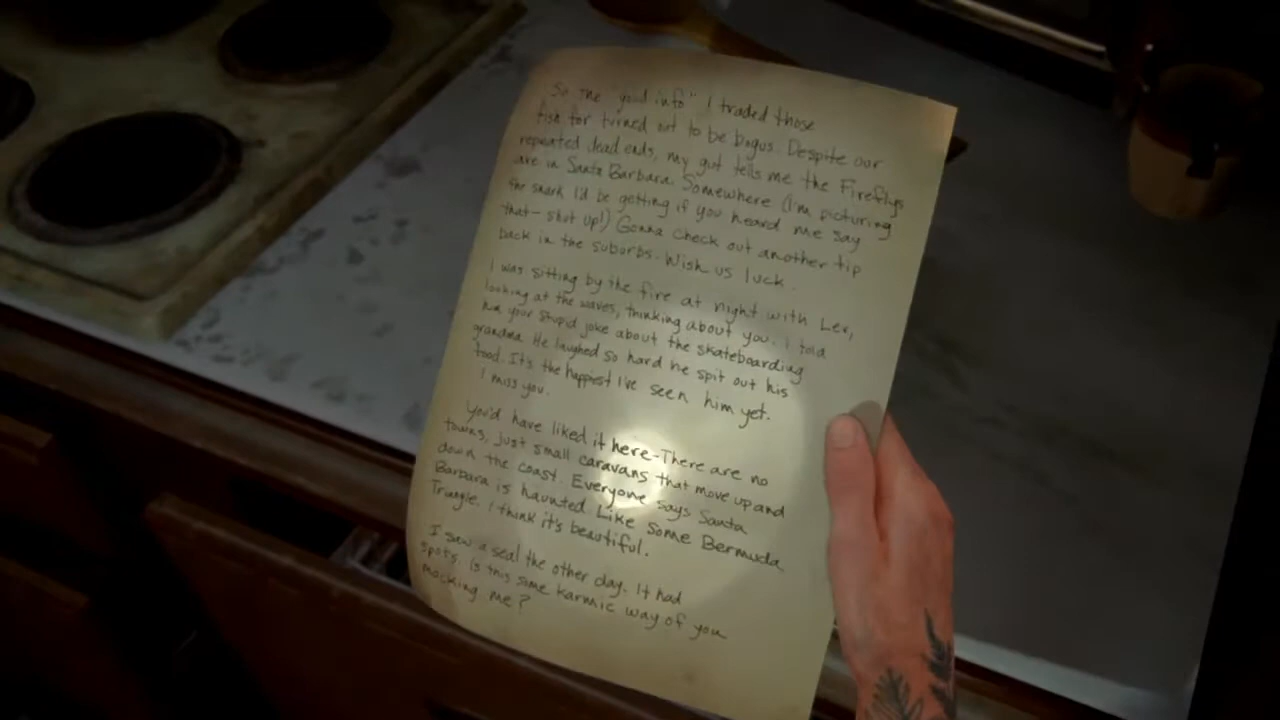 So the "good info" I traded those
fish for turned out to be bogus. Despite our
repeated dead ends, my gut tells me the Fireflys
are in Santa Barbara. Somewhere (I'm picturing
the snark I'd be getting if you heard me say
that- shut up!) Gonna check out another tip
back in the suburbs. Wish us luck.
I was sitting by the fire at night with Lev,
looking at the waves, thinking about you. I told
him your stupid joke about the skateboarding
grandma. He laughed so hard he spit out his
food. It's the happiest I've seen him yet.
I miss you.
You'd have liked it here-There are no
towns, just small caravans that move up and
down the coast. Everyone says Santa
Barbara is haunted. Like some Bermuda
Triangle. I think it's beautiful.
I saw a seal the other day. It had
spots. Is this some karmic way of you
mocking me?